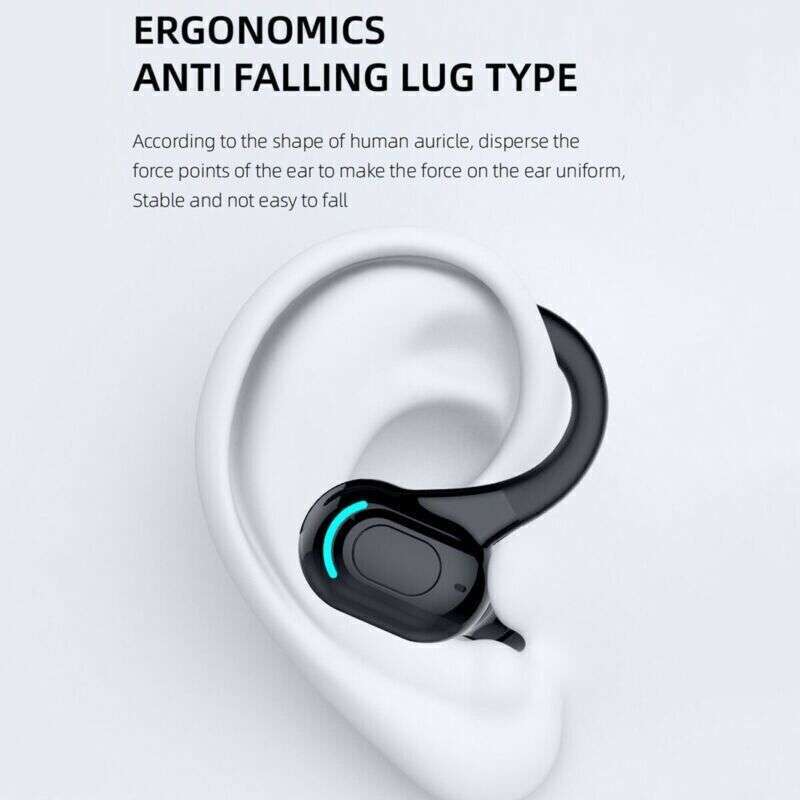 ERGONOMICS
ANTI FALLING LUG TYPE
According to the shape of human auricle, disperse the
force points of the ear to make the force on the ear uniform,
Stable and not easy to fall